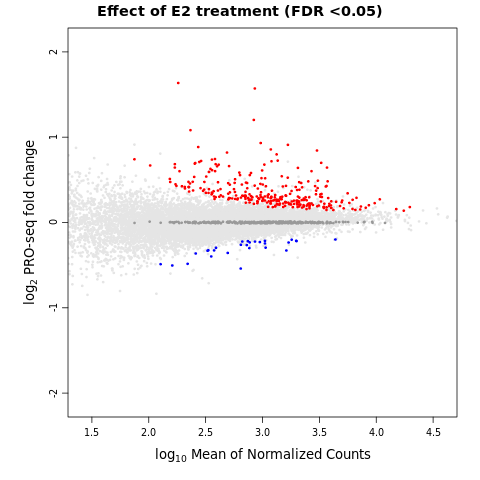 Effect of E2 treatment (FDR <0.05)
log2 PRO-seq fold change
2
1
0
-1
-2
1.5 2.0 2.5 3.0 3.5 4.0 4.5
log10 Mean of Normalized Counts